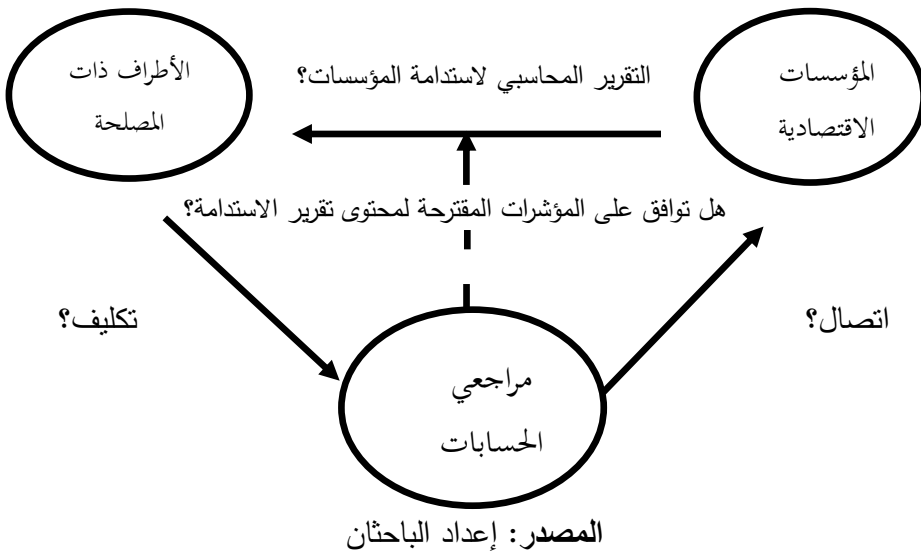 المؤسسات
الاقتصادية
التقرير المحاسبي لاستدامة المؤسسات؟
الأطراف ذات
المصلحة
هل توافق على المؤشرات المقترحة لمحتوى تقرير الاستدامة؟
اتصال؟
تكليف؟
مراجعي
الحسابات
المصدر: إعداد الباحثان